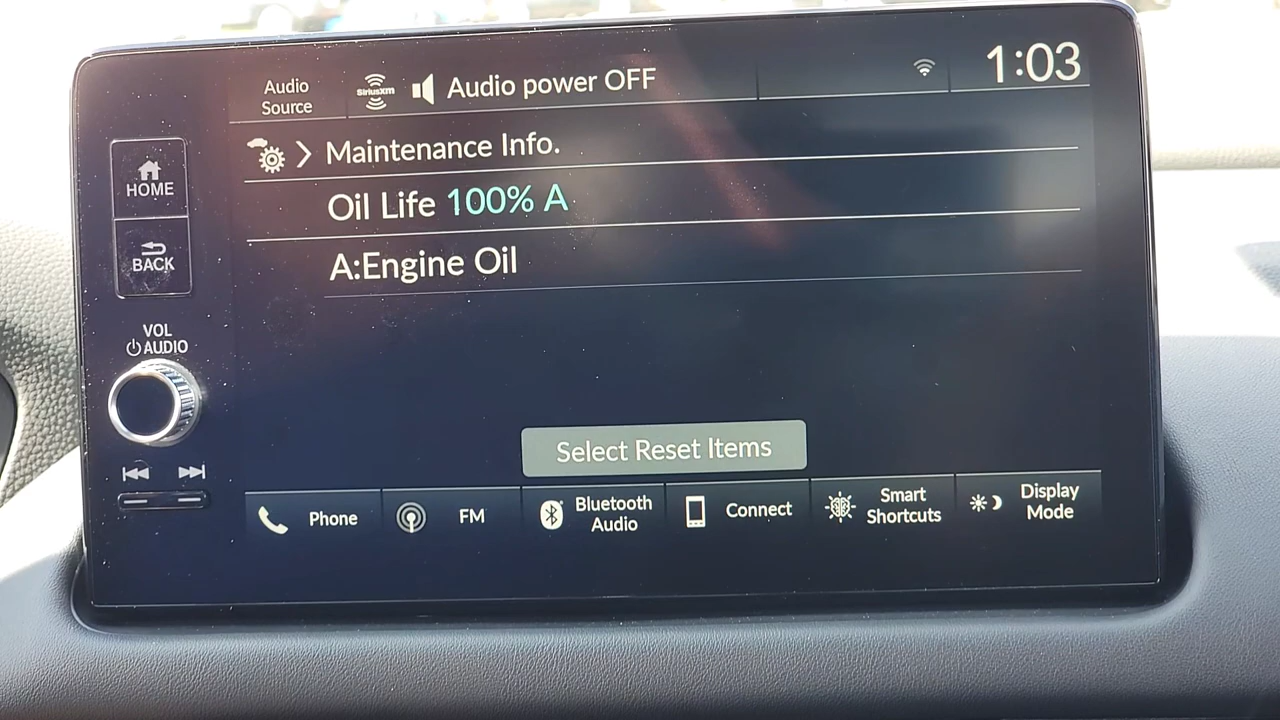 Audio
Source
SiriusXM
Audio power OFF
1:03
Maintenance Info.
HOME
Oil Life 100% A
BACK
A:Engine Oil
VOL
AUDIO
Select Reset Items
Phone
FM
Bluetooth
Audio
Connect
Smart
Shortcuts
Display
Mode